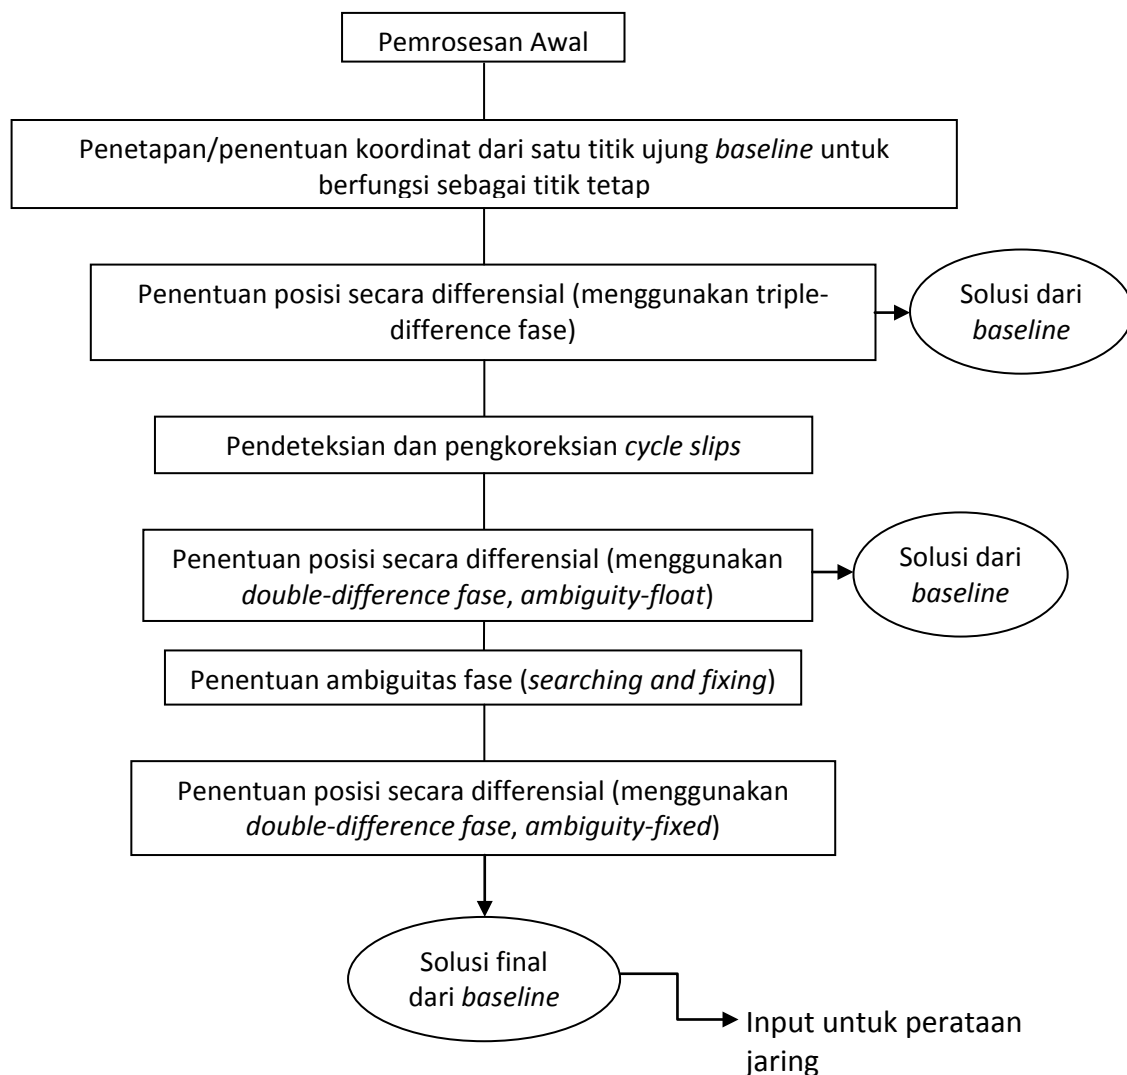 Pemrosesan Awal
Penetapan/penentuan koordinat dari satu titik ujung baseline untuk
berfungsi sebagai titik tetap
Penentuan posisi secara differensial (menggunakan triple-
difference fase)
Solusi dari
baseline
Pendeteksian dan pengkoreksian cycle slips
Penentuan posisi secara differensial (menggunakan
double-difference fase, ambiguity-float)
Solusi dari
baseline
Penentuan ambiguitas fase (searching and fixing)
Penentuan posisi secara differensial (menggunakan
double-difference fase, ambiguity-fixed)
Solusi final
dari baseline
Input untuk perataan
jaring